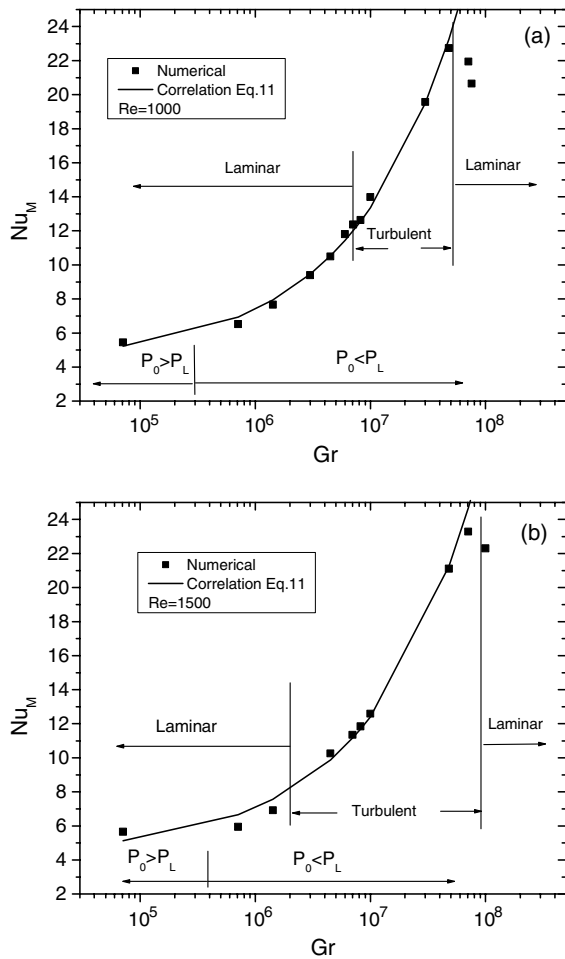 (a)
24
22
20
18
16
14
12
10
8
6
4
2
Nu_M
Numerical
Correlation Eq.11
Re=1000
Laminar
Laminar
Turbulent
P_0>P_L
P_0<P_L
10^5
10^6
10^7
10^8
Gr
(b)
24
22
20
18
16
14
12
10
8
6
4
2
Nu_M
Numerical
Correlation Eq.11
Re=1500
Laminar
Laminar
Turbulent
P_0>P_L
P_0<P_L
10^5
10^6
10^7
10^8
Gr